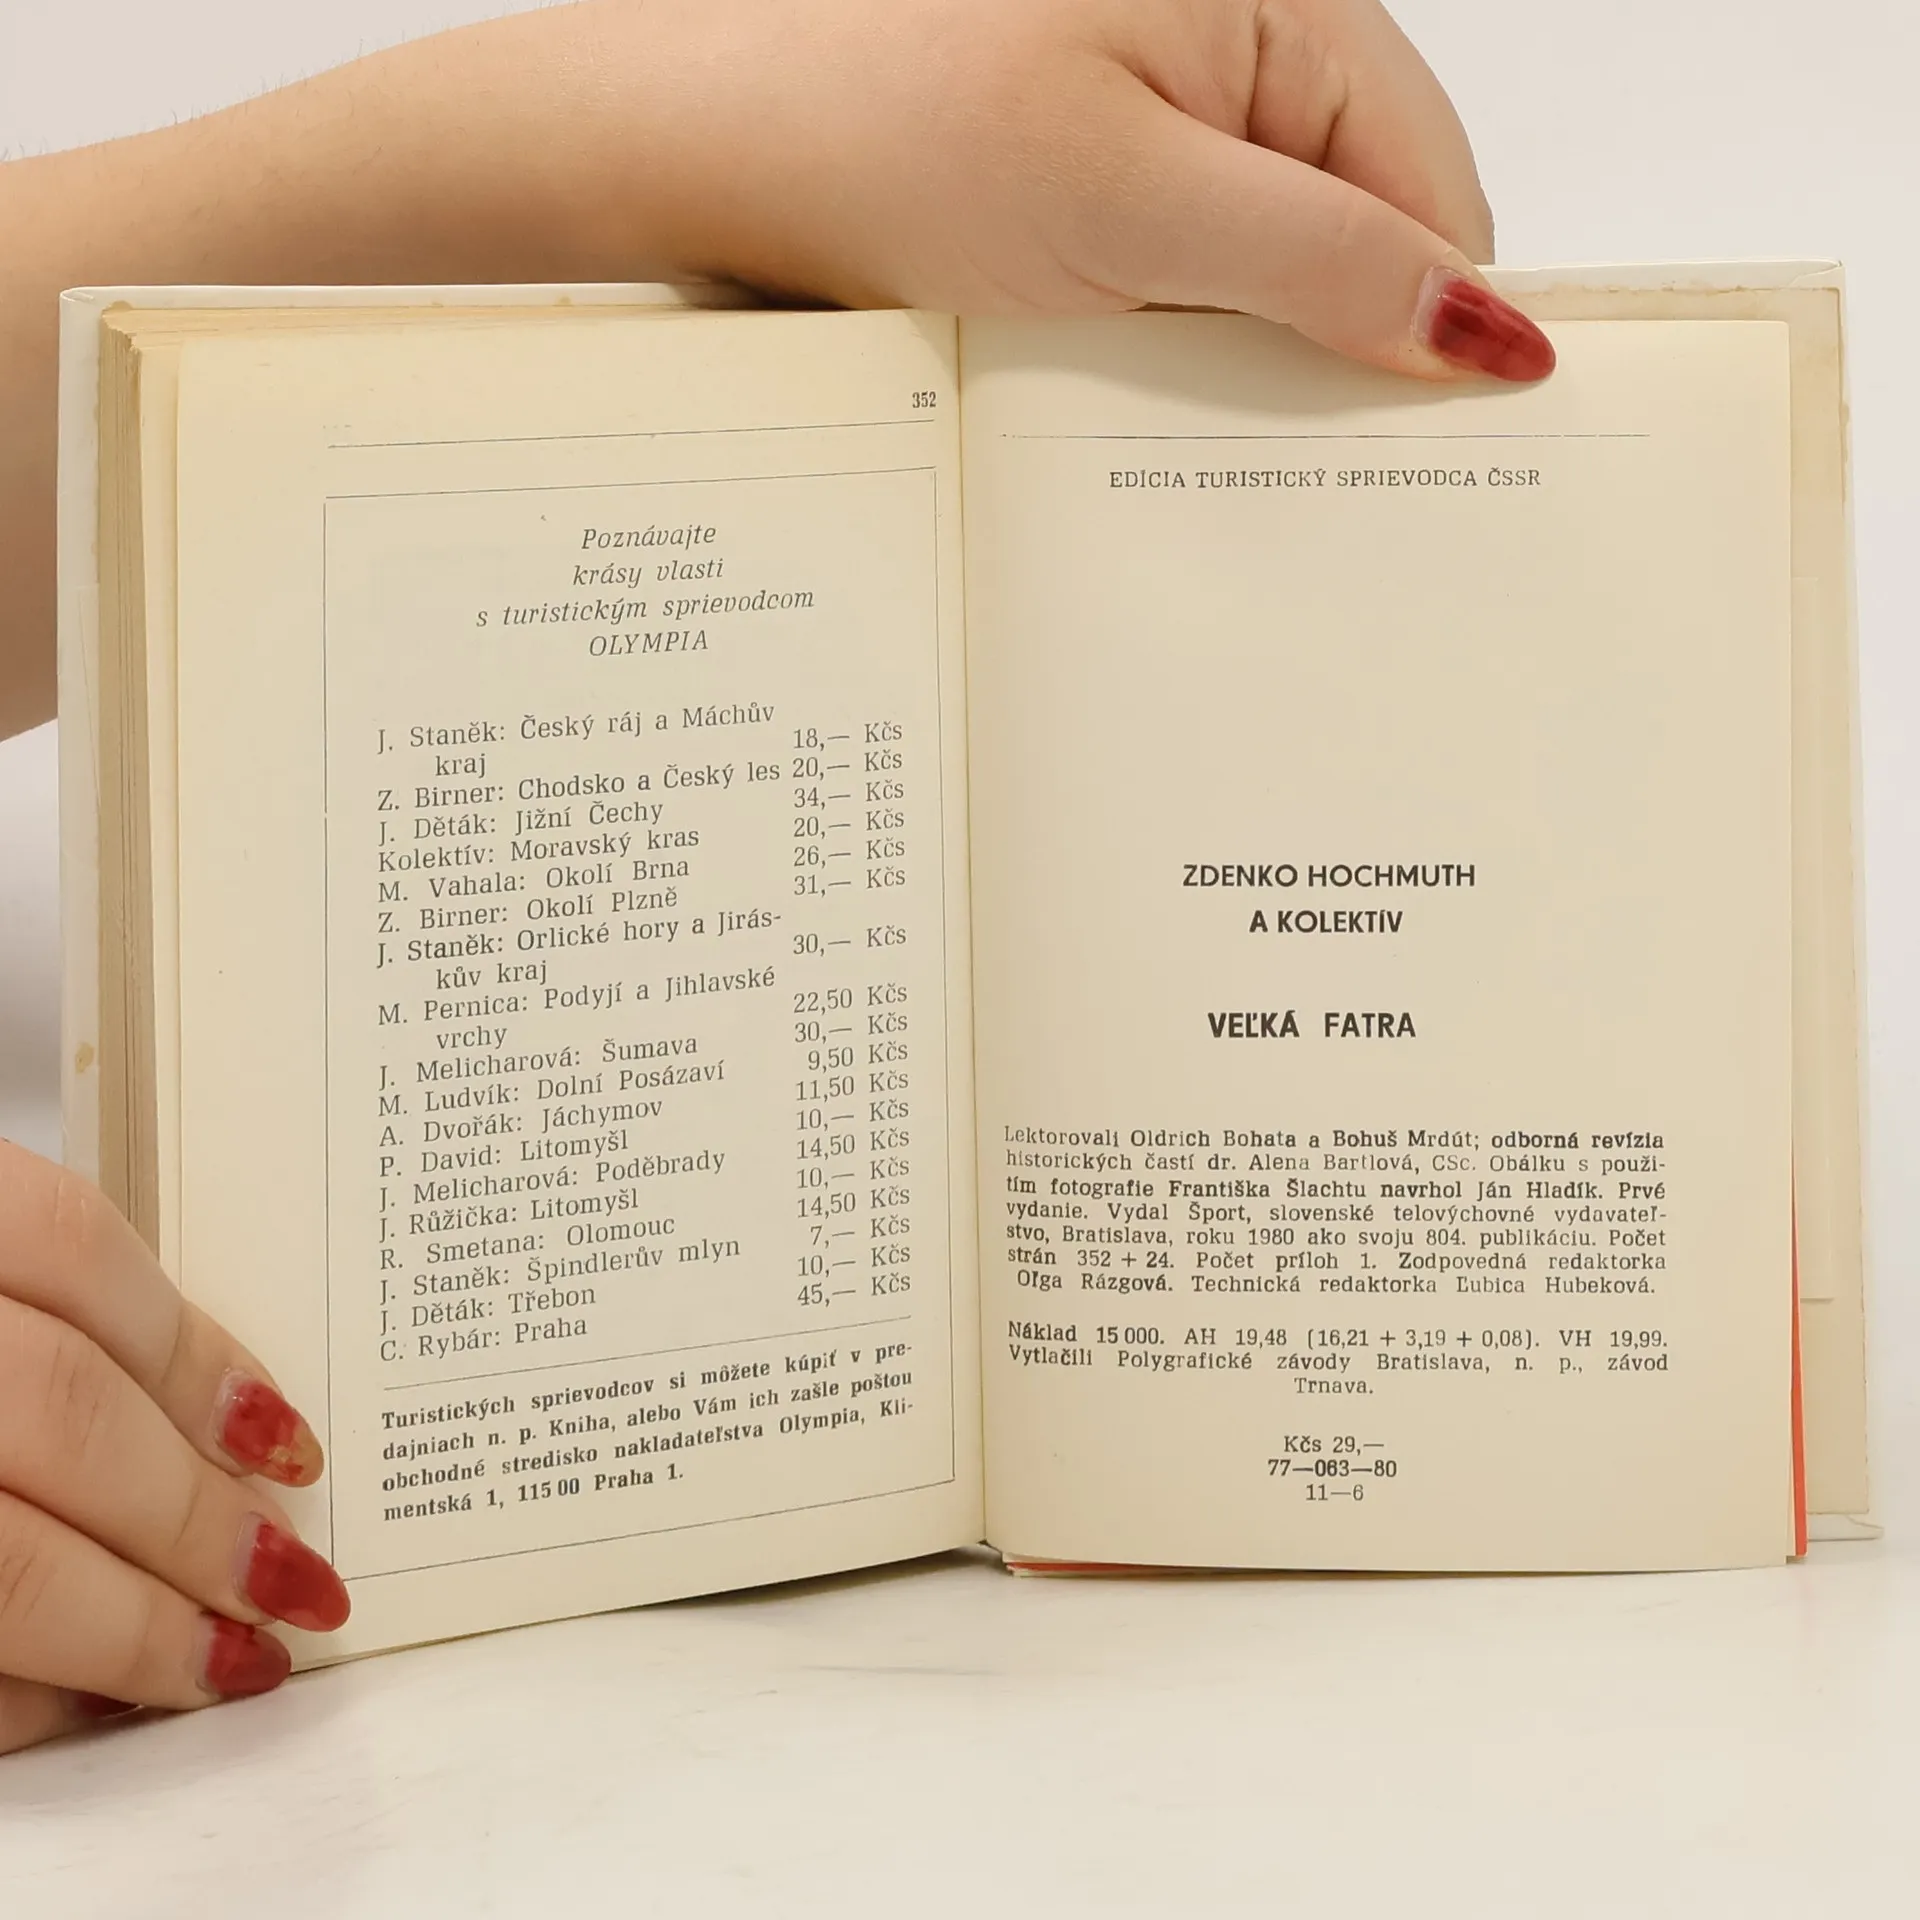 352
Poznávajte
krásy vlasti
s turistickým sprievodcom
OLYMPIA
J. Staněk: Český ráj a Máchův
kraj 18,— Kčs
Z. Birner: Chodsko a Český les 20,— Kčs
J. Děták: Jižní Čechy 34,— Kčs
Kolektív: Moravský kras 20,— Kčs
M. Vahala: Okolí Brna 26,— Kčs
Z. Birner: Okolí Plzně 31,— Kčs
J. Staněk: Orlické hory a Jirás-
kův kraj 30,— Kčs
M. Pernica: Podyjí a Jihlavské
vrchy 22,50 Kčs
J. Melicharová: Šumava 30,— Kčs
M. Ludvík: Dolní Posázaví 9,50 Kčs
A. Dvořák: Jáchymov 11,50 Kčs
P. David: Litomyšl 10,— Kčs
J. Melicharová: Poděbrady 14,50 Kčs
J. Růžička: Litomyšl 10,— Kčs
R. Smetana: Olomouc 14,50 Kčs
J. Staněk: Špindlerův mlyn 7,— Kčs
J. Děták: Třebon 10,— Kčs
C. Rybár: Praha 45,— Kčs
Turistických sprievodcov si môžete kúpiť v pre-
dajniach n. p. Kniha, alebo Vám ich zašle poštou
obchodné stredisko nakladateľstva Olympia, Kli-
mentská 1, 115 00 Praha 1.
EDÍCIA TURISTICKÝ SPRIEVODCA ČSSR
ZDENKO HOCHMUTH
A KOLEKTÍV
VEĽKÁ FATRA
Lektorovali Oldrich Bohata a Bohuš Mrdút; odborná revízia
historických častí dr. Alena Bartlová, CSc. Obálku s použi-
tím fotografie Františka Šlachtu navrhol Ján Hladík. Prvé
vydanie. Vydal Šport, slovenské telovýchovné vydavateľ-
stvo, Bratislava, roku 1980 ako svoju 804. publikáciu. Počet
strán 352 + 24. Počet príloh 1. Zodpovedná redaktorka
Oľga Rázgová. Technická redaktorka Ľubica Hubeková.
Náklad 15 000. AH 19,48 (16,21 + 3,19 + 0,08). VH 19,99.
Vytlačili Polygrafické závody Bratislava, n. p., závod
Trnava.
Kčs 29,—
77—063—80
11—6